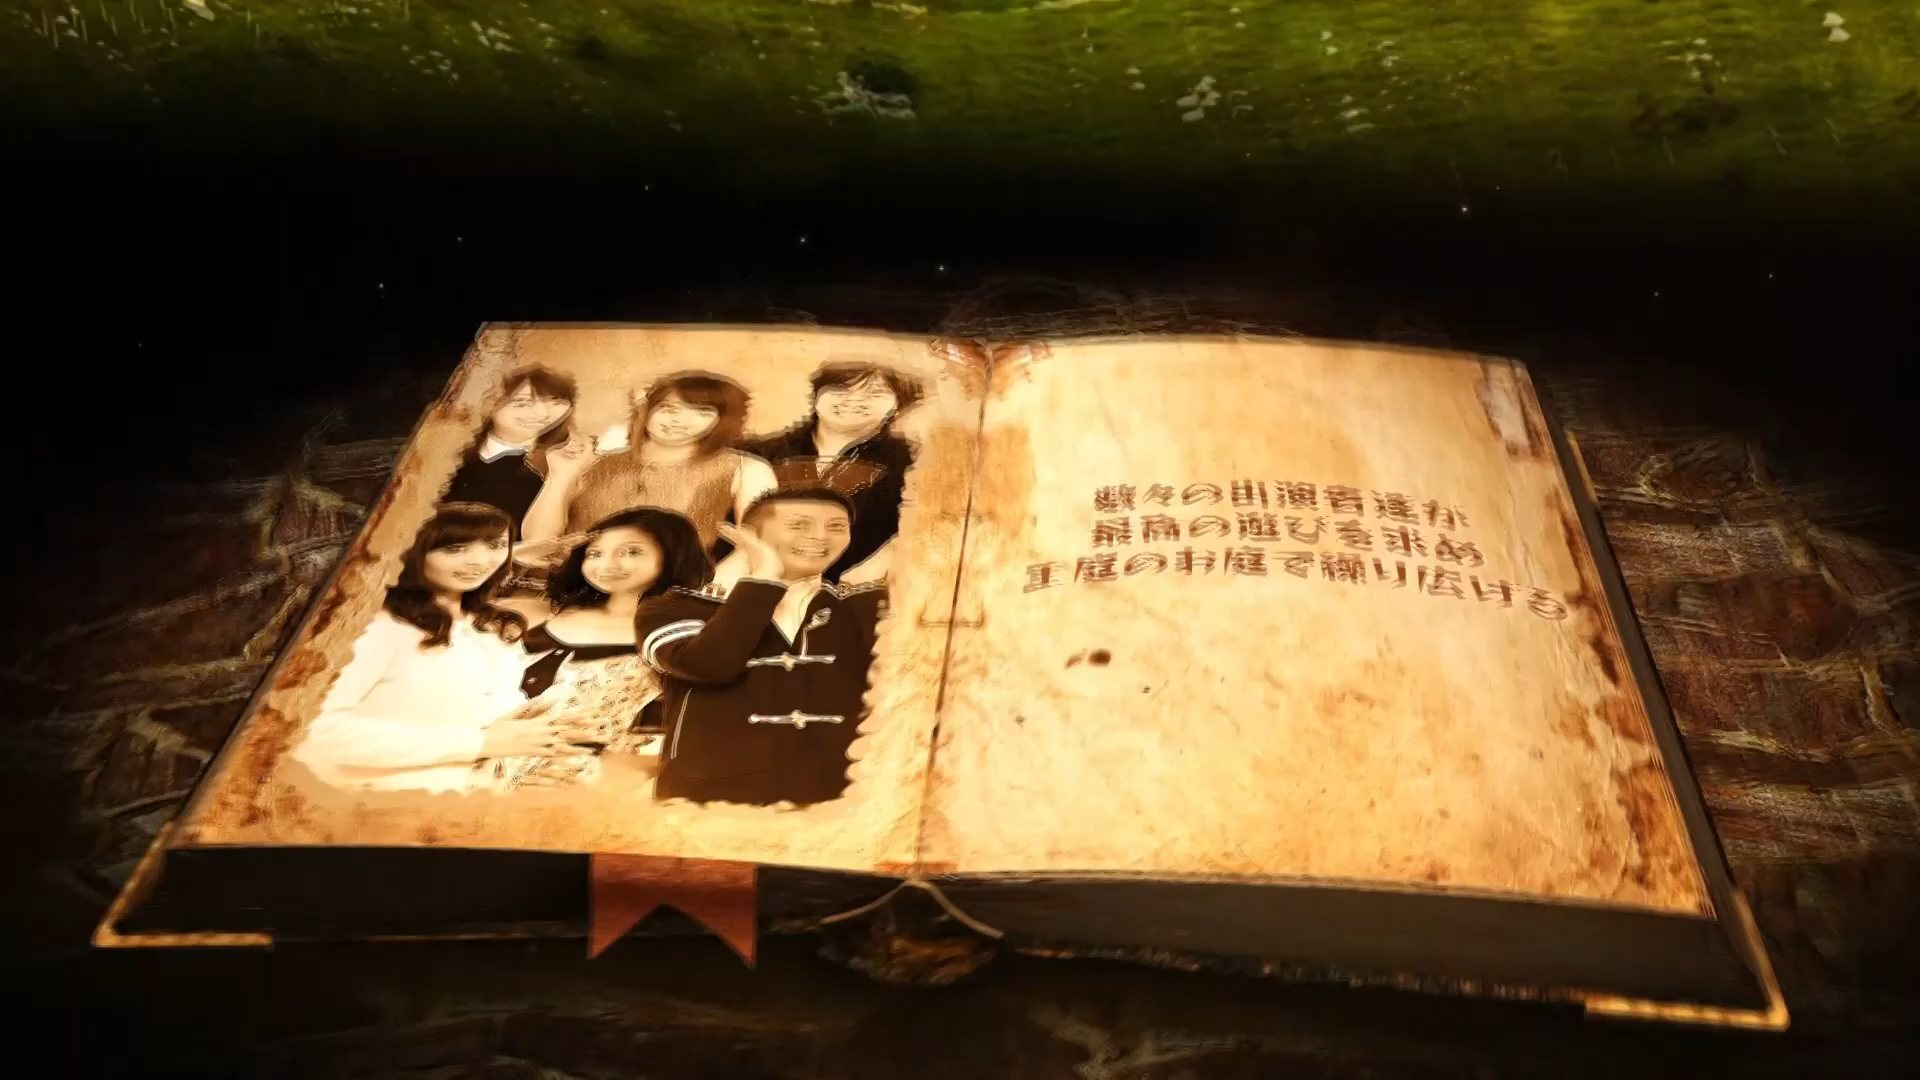 数々の出演者達が
最高の遊びを求め
王庭のお庭で繰り広げる